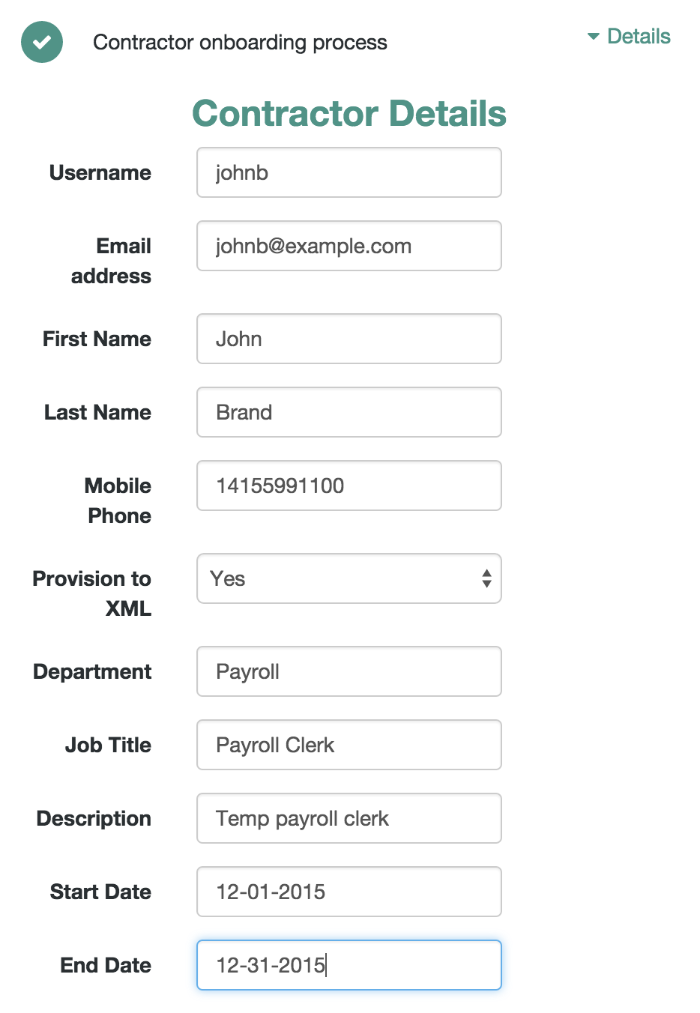 Contractor onboarding process
Details
Contractor Details
Username
johnb
Email
address
johnb@example.com
First Name
John
Last Name
Brand
Mobile
Phone
14155991100
Provision to
XML
Yes
Department
Payroll
Job Title
Payroll Clerk
Description
Temp payroll clerk
Start Date
12-01-2015
End Date
12-31-2015